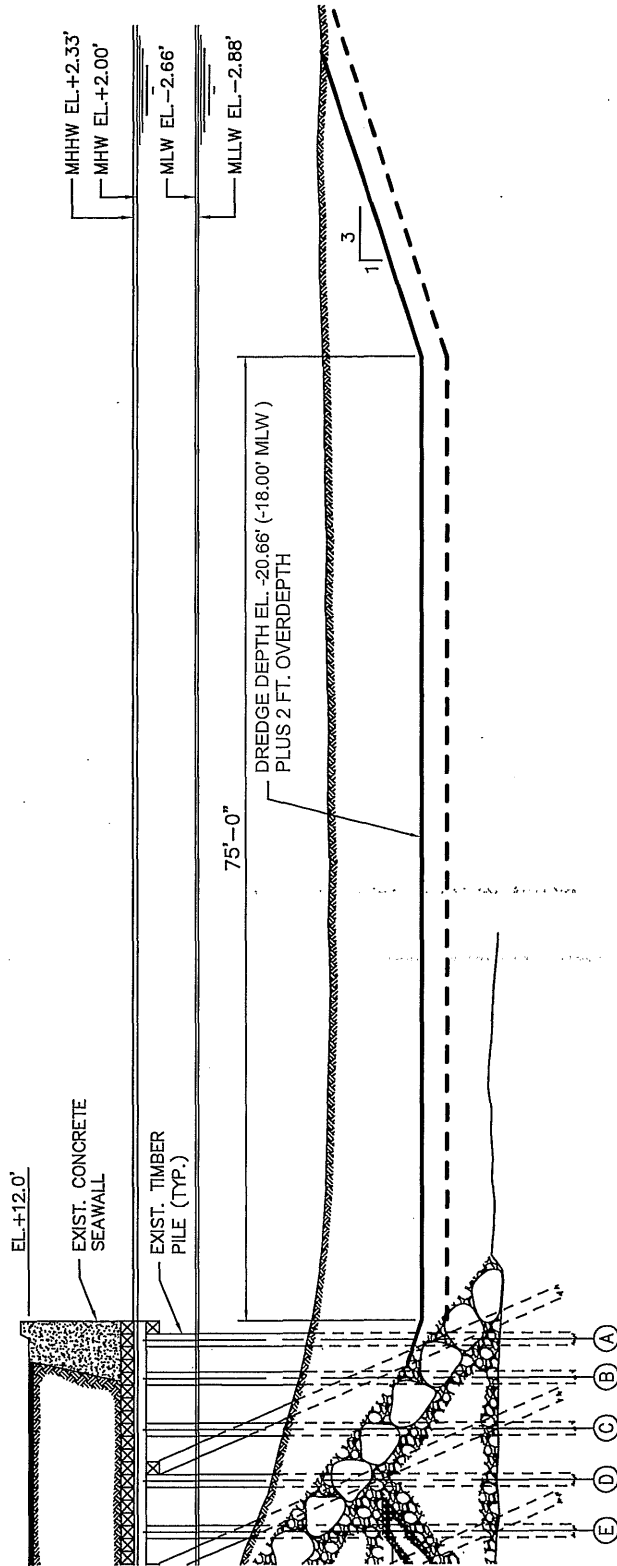 EL.+12.0'
EXIST. CONCRETE
SEAWALL
EXIST. TIMBER
PILE (TYP.)
MHHW EL.+2.33'
MHW EL.+2.00'
MLW EL-2.66'
MLLW EL.-2.88'
75'-0"
DREDGE DEPTH EL. -20.66' (-18.00' MLW )
PLUS 2 FT. OVERDEPTH
3
1
E
D
C
B
A